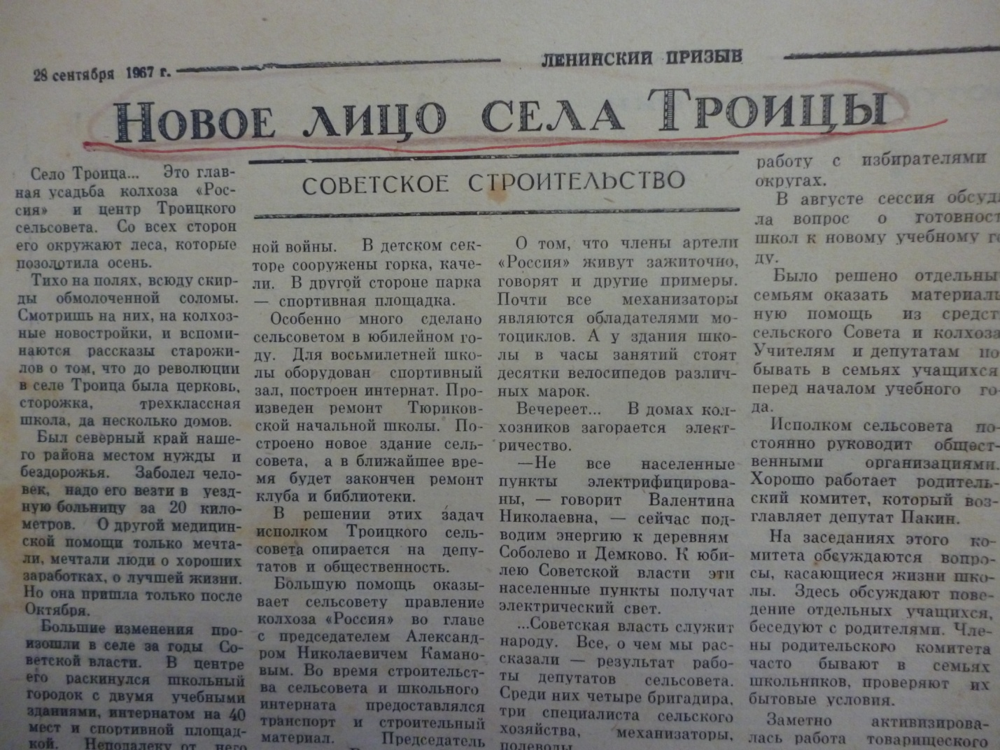 28 сентября 1967 г.
ЛЕНИНСКИЙ ПРИЗЫВ
НОВОЕ ЛИЦО СЕЛА ТРОИЦЫ
Село Троица... Это глав-
ная усадьба колхоза «Рос-
сия» и центр Троицкого
сельсовета. Со всех сторон
его окружают леса, которые
позолотила осень.
Тихо на полях, всюду скир-
ды обмолоченной соломы.
Смотришь на них, на колхоз-
ные новостройки, и вспоми-
наются рассказы старожи-
лов о том, что до революции
в селе Троица была церковь,
сторожка, трехклассная
школа, да несколько домов.
Был северный край наше-
го района местом нужды и
бездорожья. Заболел чело-
век, надо его везти в уезд-
ную больницу за 20 кило-
метров. О другой медицин-
ской помощи только мечта-
ли, мечтали люди о хороших
заработках, о лучшей жизни.
Но она пришла только после
Октября.
Большие изменения про-
изошли в селе за годы Со-
ветской власти. В центре
его раскинулся школьный
городок с двумя учебными
зданиями, интернатом на 40
мест и спортивной площад-
кой. Неподалеку от него
СОВЕТСКОЕ СТРОИТЕЛЬСТВО
ной войны. В детском сек-
торе сооружены горка, каче-
ли. В другой стороне парка
— спортивная площадка.
Особенно много сделано
сельсоветом в юбилейном го-
ду. Для восьмилетней шко-
лы оборудован спортивный
зал, построен интернат. Про-
изведен ремонт Тюриков-
ской начальной школы. По-
строено новое здание сель-
совета, а в ближайшее вре-
мя будет закончен ремонт
клуба и библиотеки.
В решении этих задач
исполком Троицкого сель-
совета опирается на депу-
татов и общественность.
Большую помощь оказы-
вает сельсовету правление
колхоза «Россия» во главе
с председателем Александ-
ром Николаевичем Камано-
вым. Во время строительст-
ва сельсовета и школьного
интерната предоставлялся
транспорт и строительный
материал. Председатель
О том, что члены артели
«Россия» живут зажиточно,
говорят и другие примеры.
Почти все механизаторы
являются обладателями мо-
тоциклов. А у здания шко-
лы в часы занятий стоят
десятки велосипедов различ-
ных марок.
Вечереет... В домах кол-
хозников загорается элект-
ричество.
—Не все населенные
пункты электрифицирова-
ны, — говорит Валентина
Николаевна, — сейчас под-
водим энергию к деревням
Соболево и Демково. К юби-
лею Советской власти эти
населенные пункты получат
электрический свет.
...Советская власть служит
народу. Все, о чем мы рас-
сказали — результат рабо-
ты депутатов сельсовета.
Среди них четыре бригадира,
три специалиста сельского
хозяйства, механизаторы,
полеводы
работу с избирателями
округах.
В августе сессия обсуди
ла вопрос о готовност
школ к новому учебному го
ду.
Было решено отдельны
семьям оказать материаль
ную помощь из средст
сельского Совета и колхоза
Учителям и депутатам по
бывать в семьях учащихся
перед началом учебного го-
да.
Исполком сельсовета по-
стоянно руководит общест-
венными организациями.
Хорошо работает родитель-
ский комитет, который воз-
главляет депутат Пакин.
На заседаниях этого ко-
митета обсуждаются вопро-
сы, касающиеся жизни шко-
лы. Здесь обсуждают пове-
дение отдельных учащихся,
беседуют с родителями. Чле-
ны родительского комитета
часто бывают в семьях
школьников, проверяют их
бытовые условия.
Заметно активизирова-
лась работа товарищеского